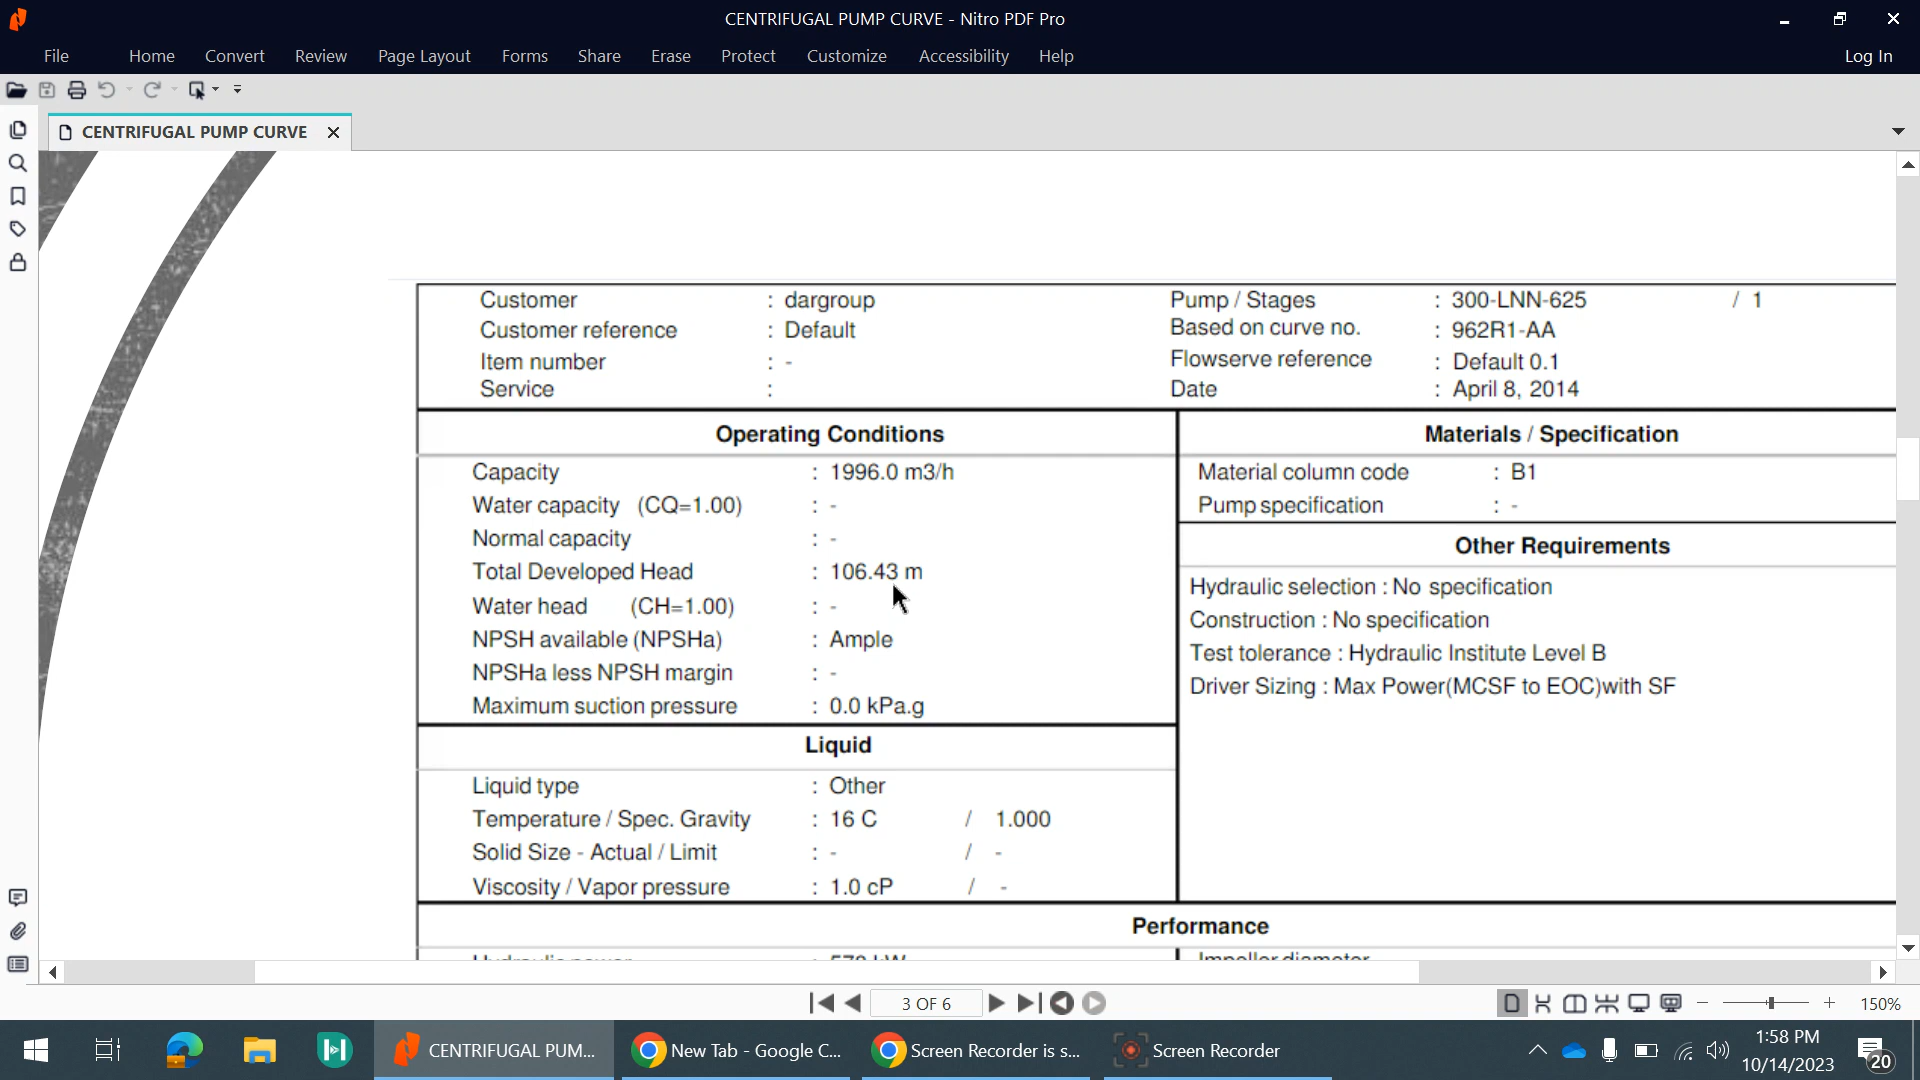 CENTRIFUGAL PUMP CURVE - Nitro PDF Pro
File Home Convert Review Page Layout Forms Share Erase Protect Customize Accessibility Help Log In
CENTRIFUGAL PUMP CURVE
Customer : dargroup Pump / Stages : 300-LNN-625 / 1
Customer reference : Default Based on curve no. : 962R1-AA
Item number : - Flowserve reference : Default 0.1
Service : Date : April 8, 2014
Operating Conditions Materials / Specification
Capacity : 1996.0 m3/h Material column code : B1
Water capacity (CQ=1.00) : - Pump specification : -
Normal capacity : - Other Requirements
Total Developed Head : 106.43 m Hydraulic selection : No specification
Water head (CH=1.00) : - Construction : No specification
NPSH available (NPSHa) : Ample Test tolerance : Hydraulic Institute Level B
NPSHa less NPSH margin : - Driver Sizing : Max Power(MCSF to EOC)with SF
Maximum suction pressure : 0.0 kPa.g
Liquid
Liquid type : Other
Temperature / Spec. Gravity : 16 C / 1.000
Solid Size - Actual / Limit : - / -
Viscosity / Vapor pressure : 1.0 cP / -
Performance
3 OF 6 150%
CENTRIFUGAL PUM... New Tab - Google C... Screen Recorder is s... Screen Recorder 1:58 PM
10/14/2023 20